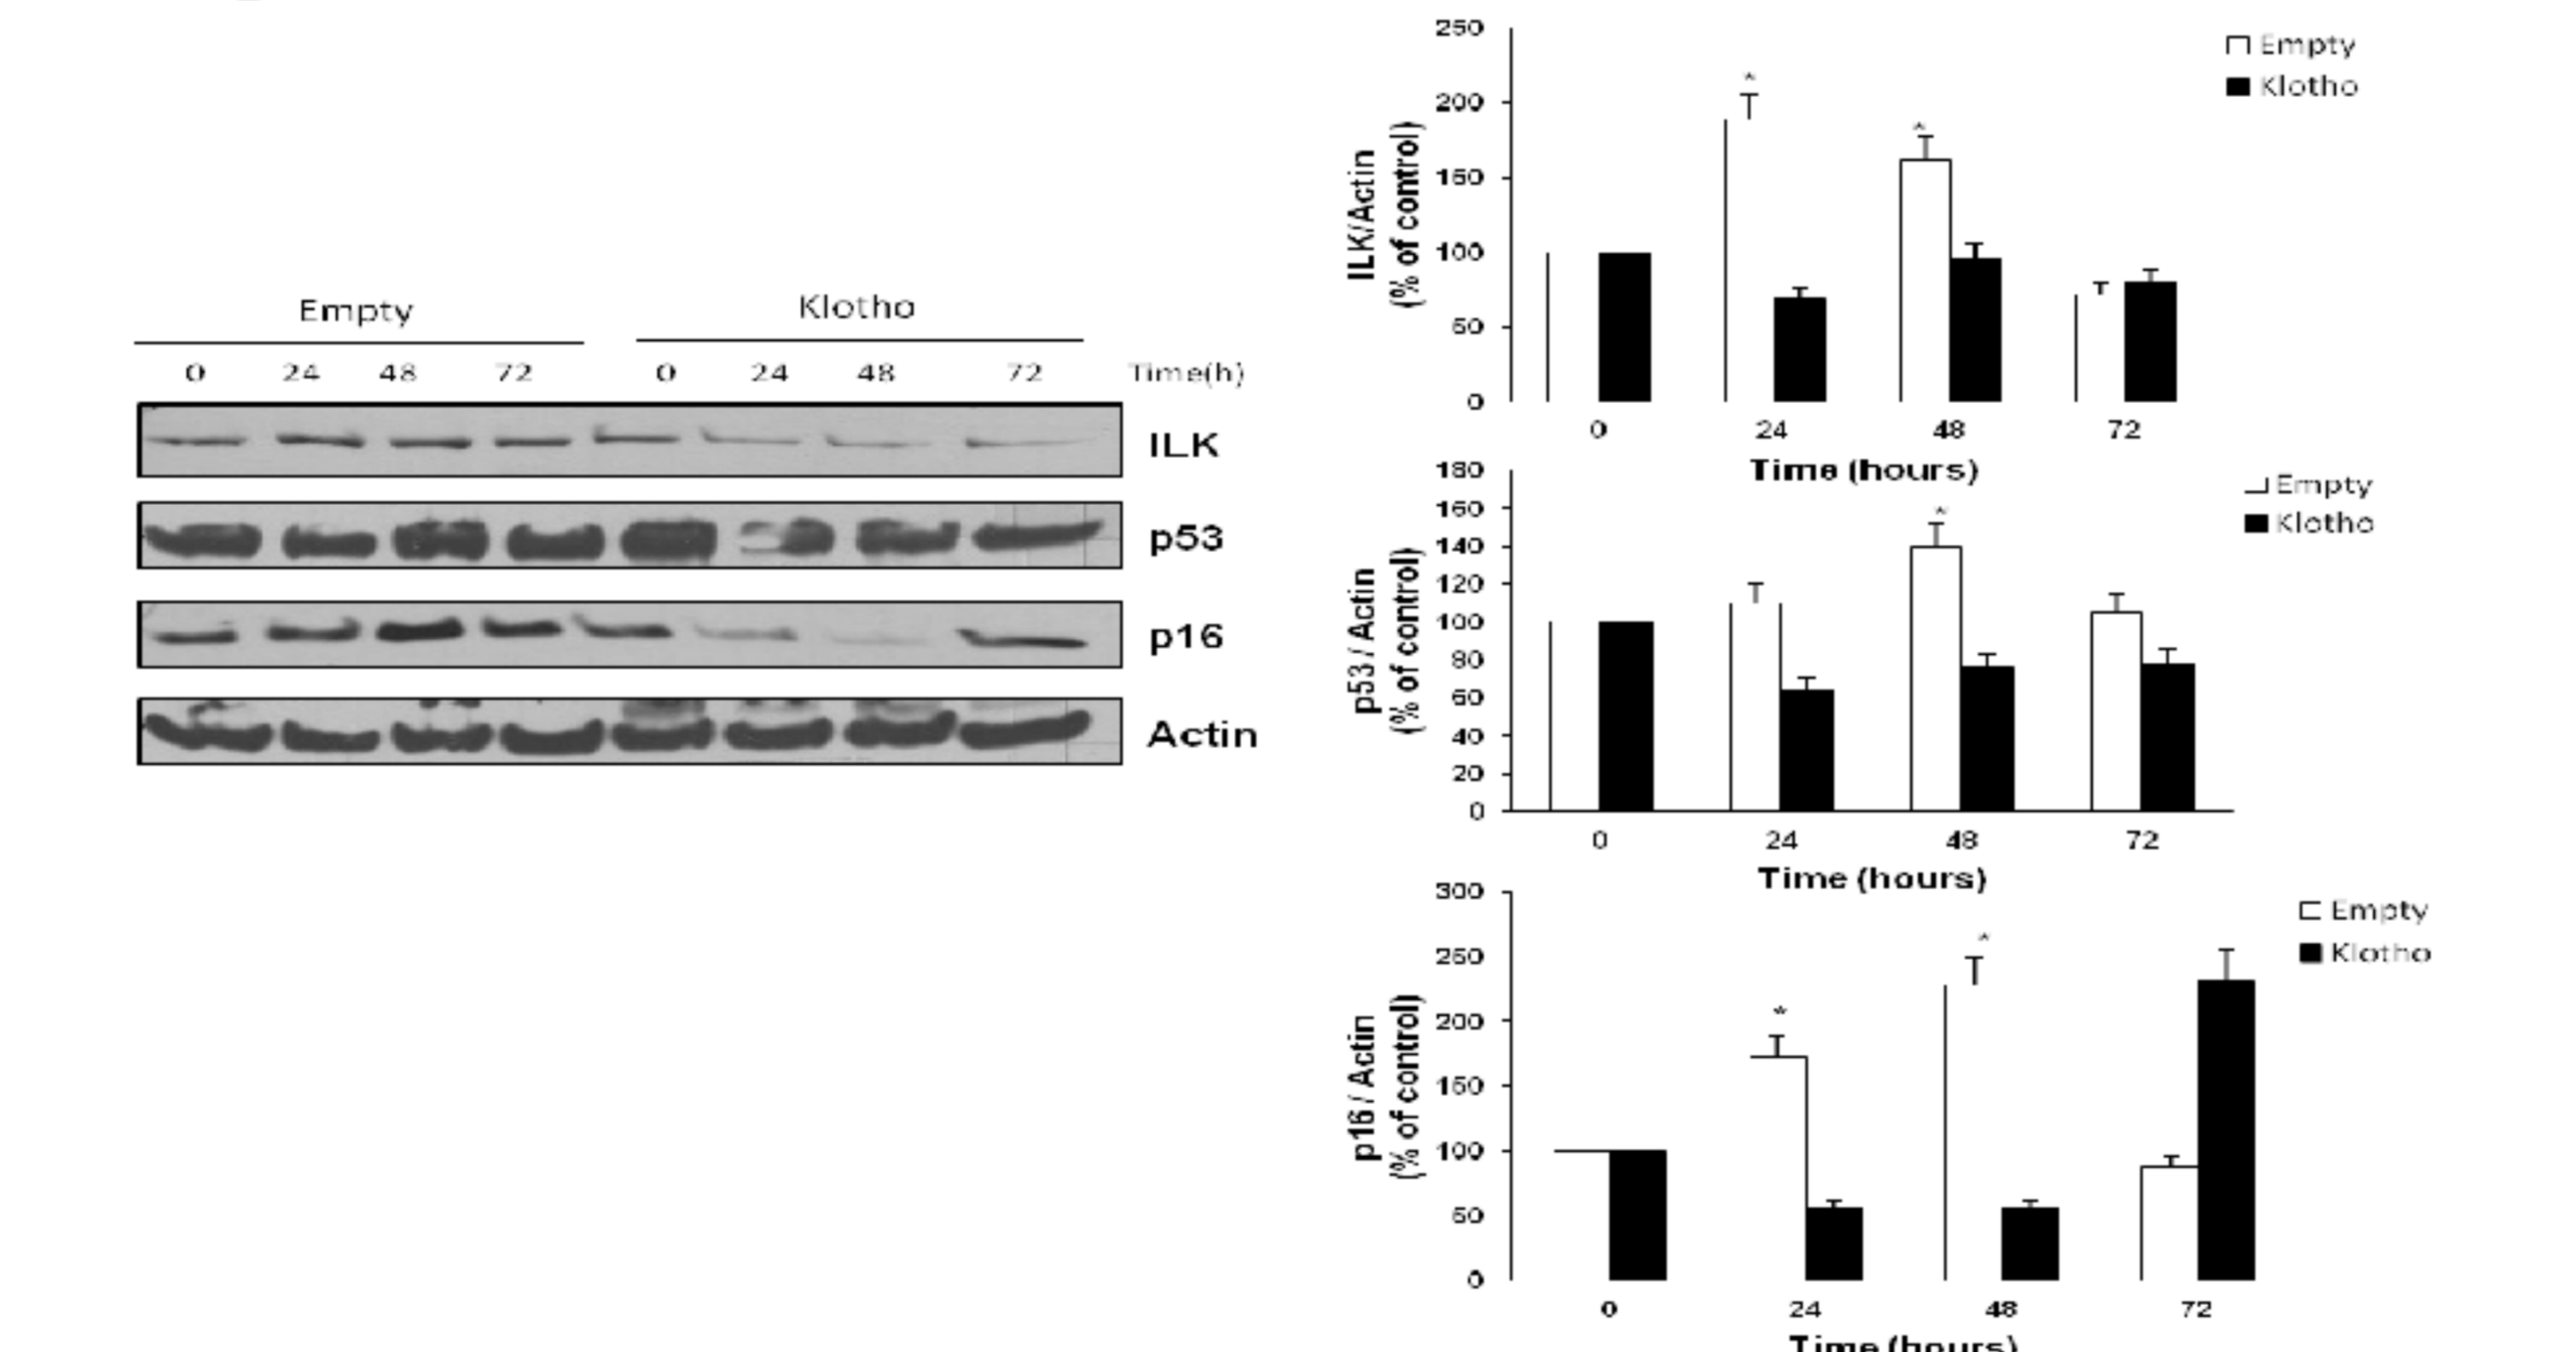 Empty Klotho
0 24 48 72 0 24 48 72 Time(h)
ILK
p53
p16
Actin
250
200
150
100
50
0
ILK/Actin
(% of control)
* *
Empty
Klotho
0 24 48 72
Time (hours)
180
160
140
120
100
80
60
40
20
0
p53 / Actin
(% of control)
*
Empty
Klotho
0 24 48 72
Time (hours)
300
250
200
150
100
50
0
p16 / Actin
(% of control)
* *
Empty
Klotho
0 24 48 72
Time (hours)